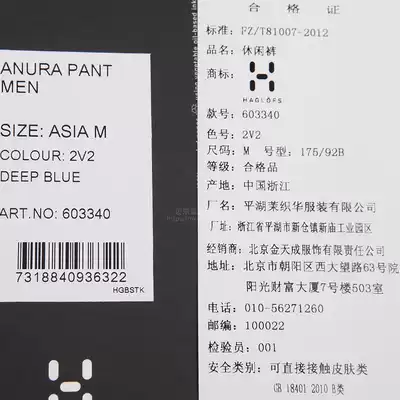 ANURA PANT
MEN
SIZE: ASIA M
COLOUR: 2V2
DEEP BLUE
ART.NO: 603340
7318840936322
HGBSTK
using vegetable oil-based ink
合格证
标准: FZ/T81007-2012
品名: 休闲裤
商标:
HAGLÖFS
款号: 603340
色号: 2V2
尺码: M 号型: 175/92B
等级: 合格品
产地: 中国浙江
厂名: 平湖莱织华服装有限公司
厂址: 浙江省平湖市新仓镇新庙工业园区
经销商: 北京金天成服饰有限责任公司
地址: 北京市朝阳区西大望路63号院
阳光财富大厦7号楼503室
电话: 010-56271260
邮编: 100022
检验员: 001
安全类别: 可直接接触皮肤类
GB 18401 2010 B类